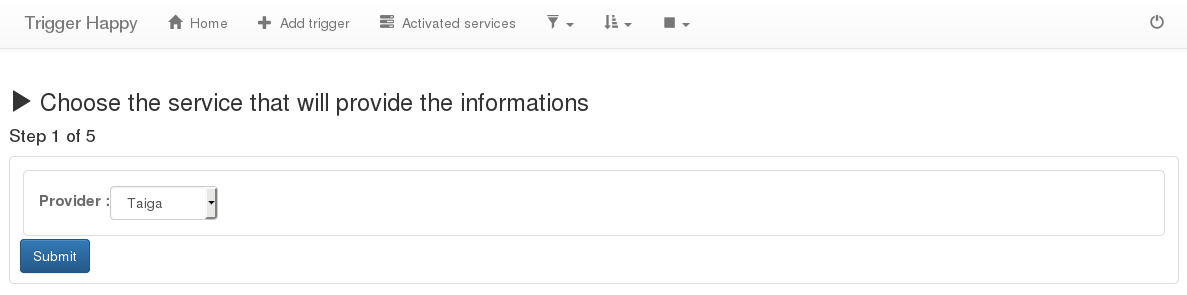 Trigger Happy Home Add trigger Activated services
Choose the service that will provide the informations
Step 1 of 5
Provider : Taiga
Submit